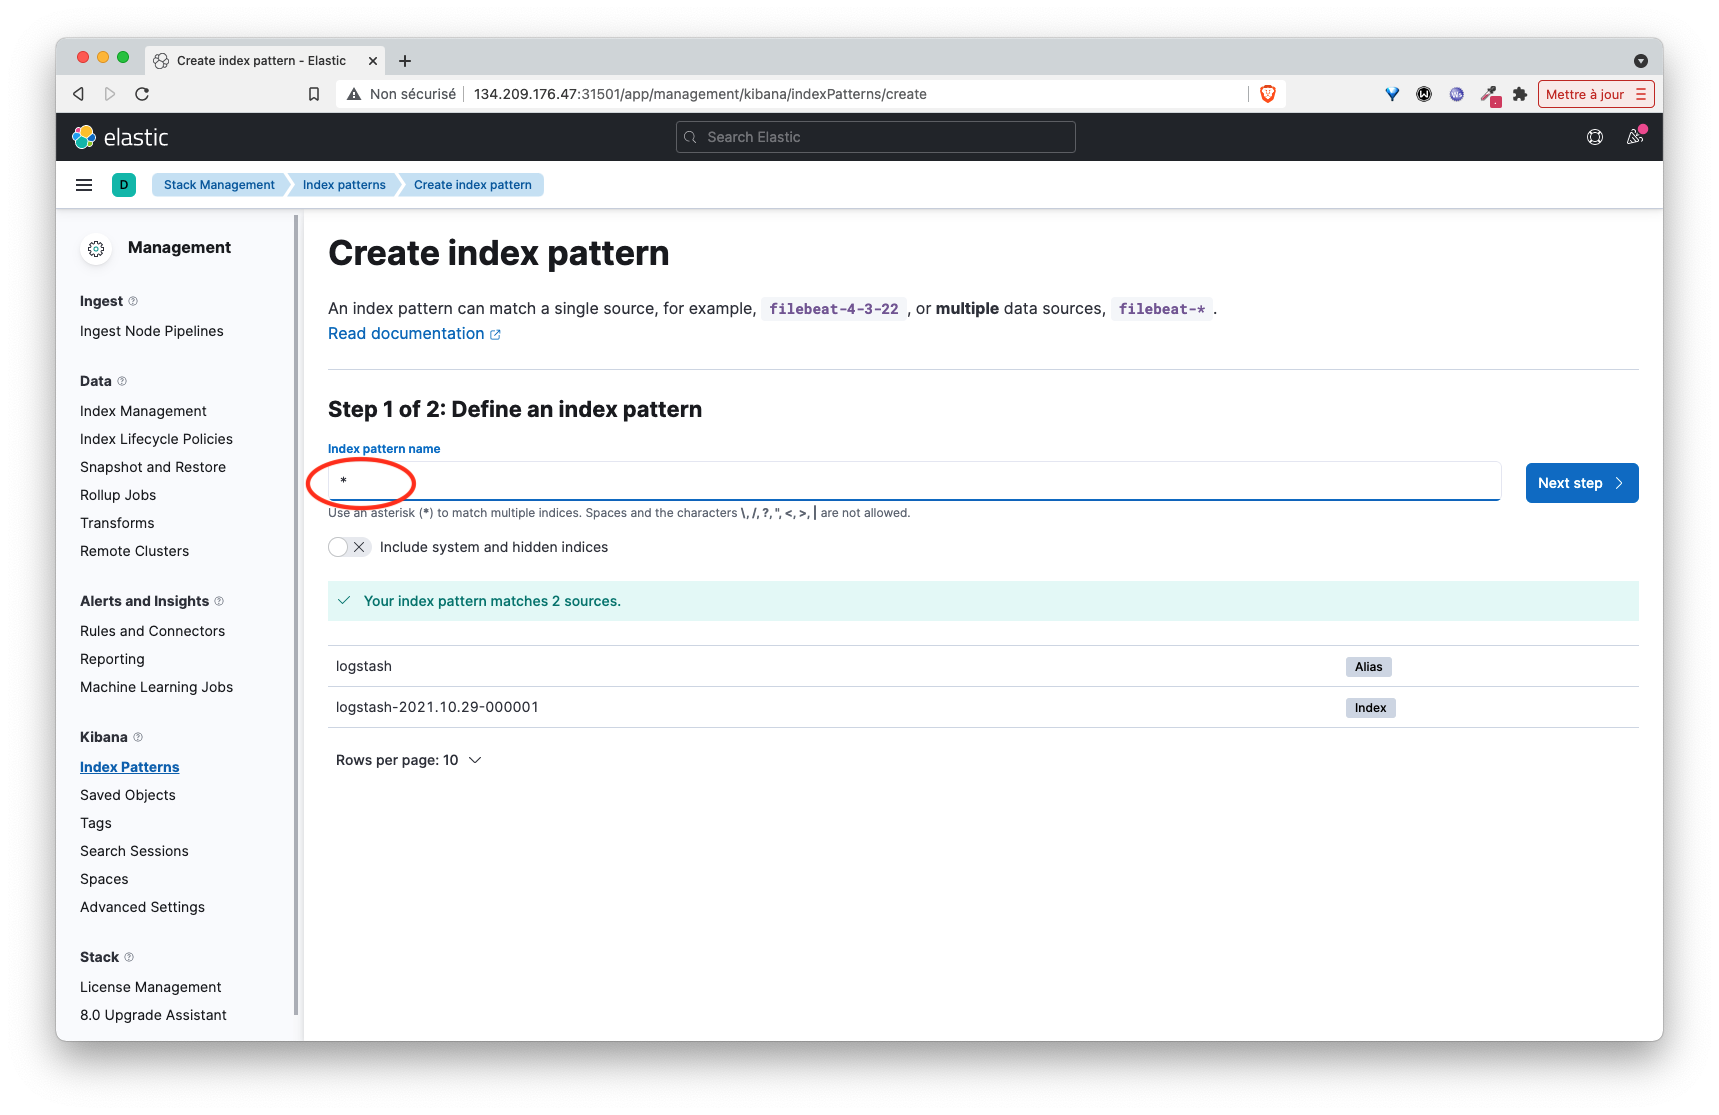 Create index pattern - Elastic
Non sécurisé
134.209.176.47:31501/app/management/kibana/indexPatterns/create
Mettre à jour
elastic
Search Elastic
D
Stack Management
Index patterns
Create index pattern
Management
Ingest
Ingest Node Pipelines
Data
Index Management
Index Lifecycle Policies
Snapshot and Restore
Rollup Jobs
Transforms
Remote Clusters
Alerts and Insights
Rules and Connectors
Reporting
Machine Learning Jobs
Kibana
Index Patterns
Saved Objects
Tags
Search Sessions
Spaces
Advanced Settings
Stack
License Management
8.0 Upgrade Assistant
Create index pattern
An index pattern can match a single source, for example, filebeat-4-3-22 , or multiple data sources, filebeat-* .
Read documentation
Step 1 of 2: Define an index pattern
Index pattern name
*
Next step
Use an asterisk (*) to match multiple indices. Spaces and the characters \, /, ?, ", <, >, | are not allowed.
Include system and hidden indices
Your index pattern matches 2 sources.
logstash Alias
logstash-2021.10.29-000001 Index
Rows per page: 10